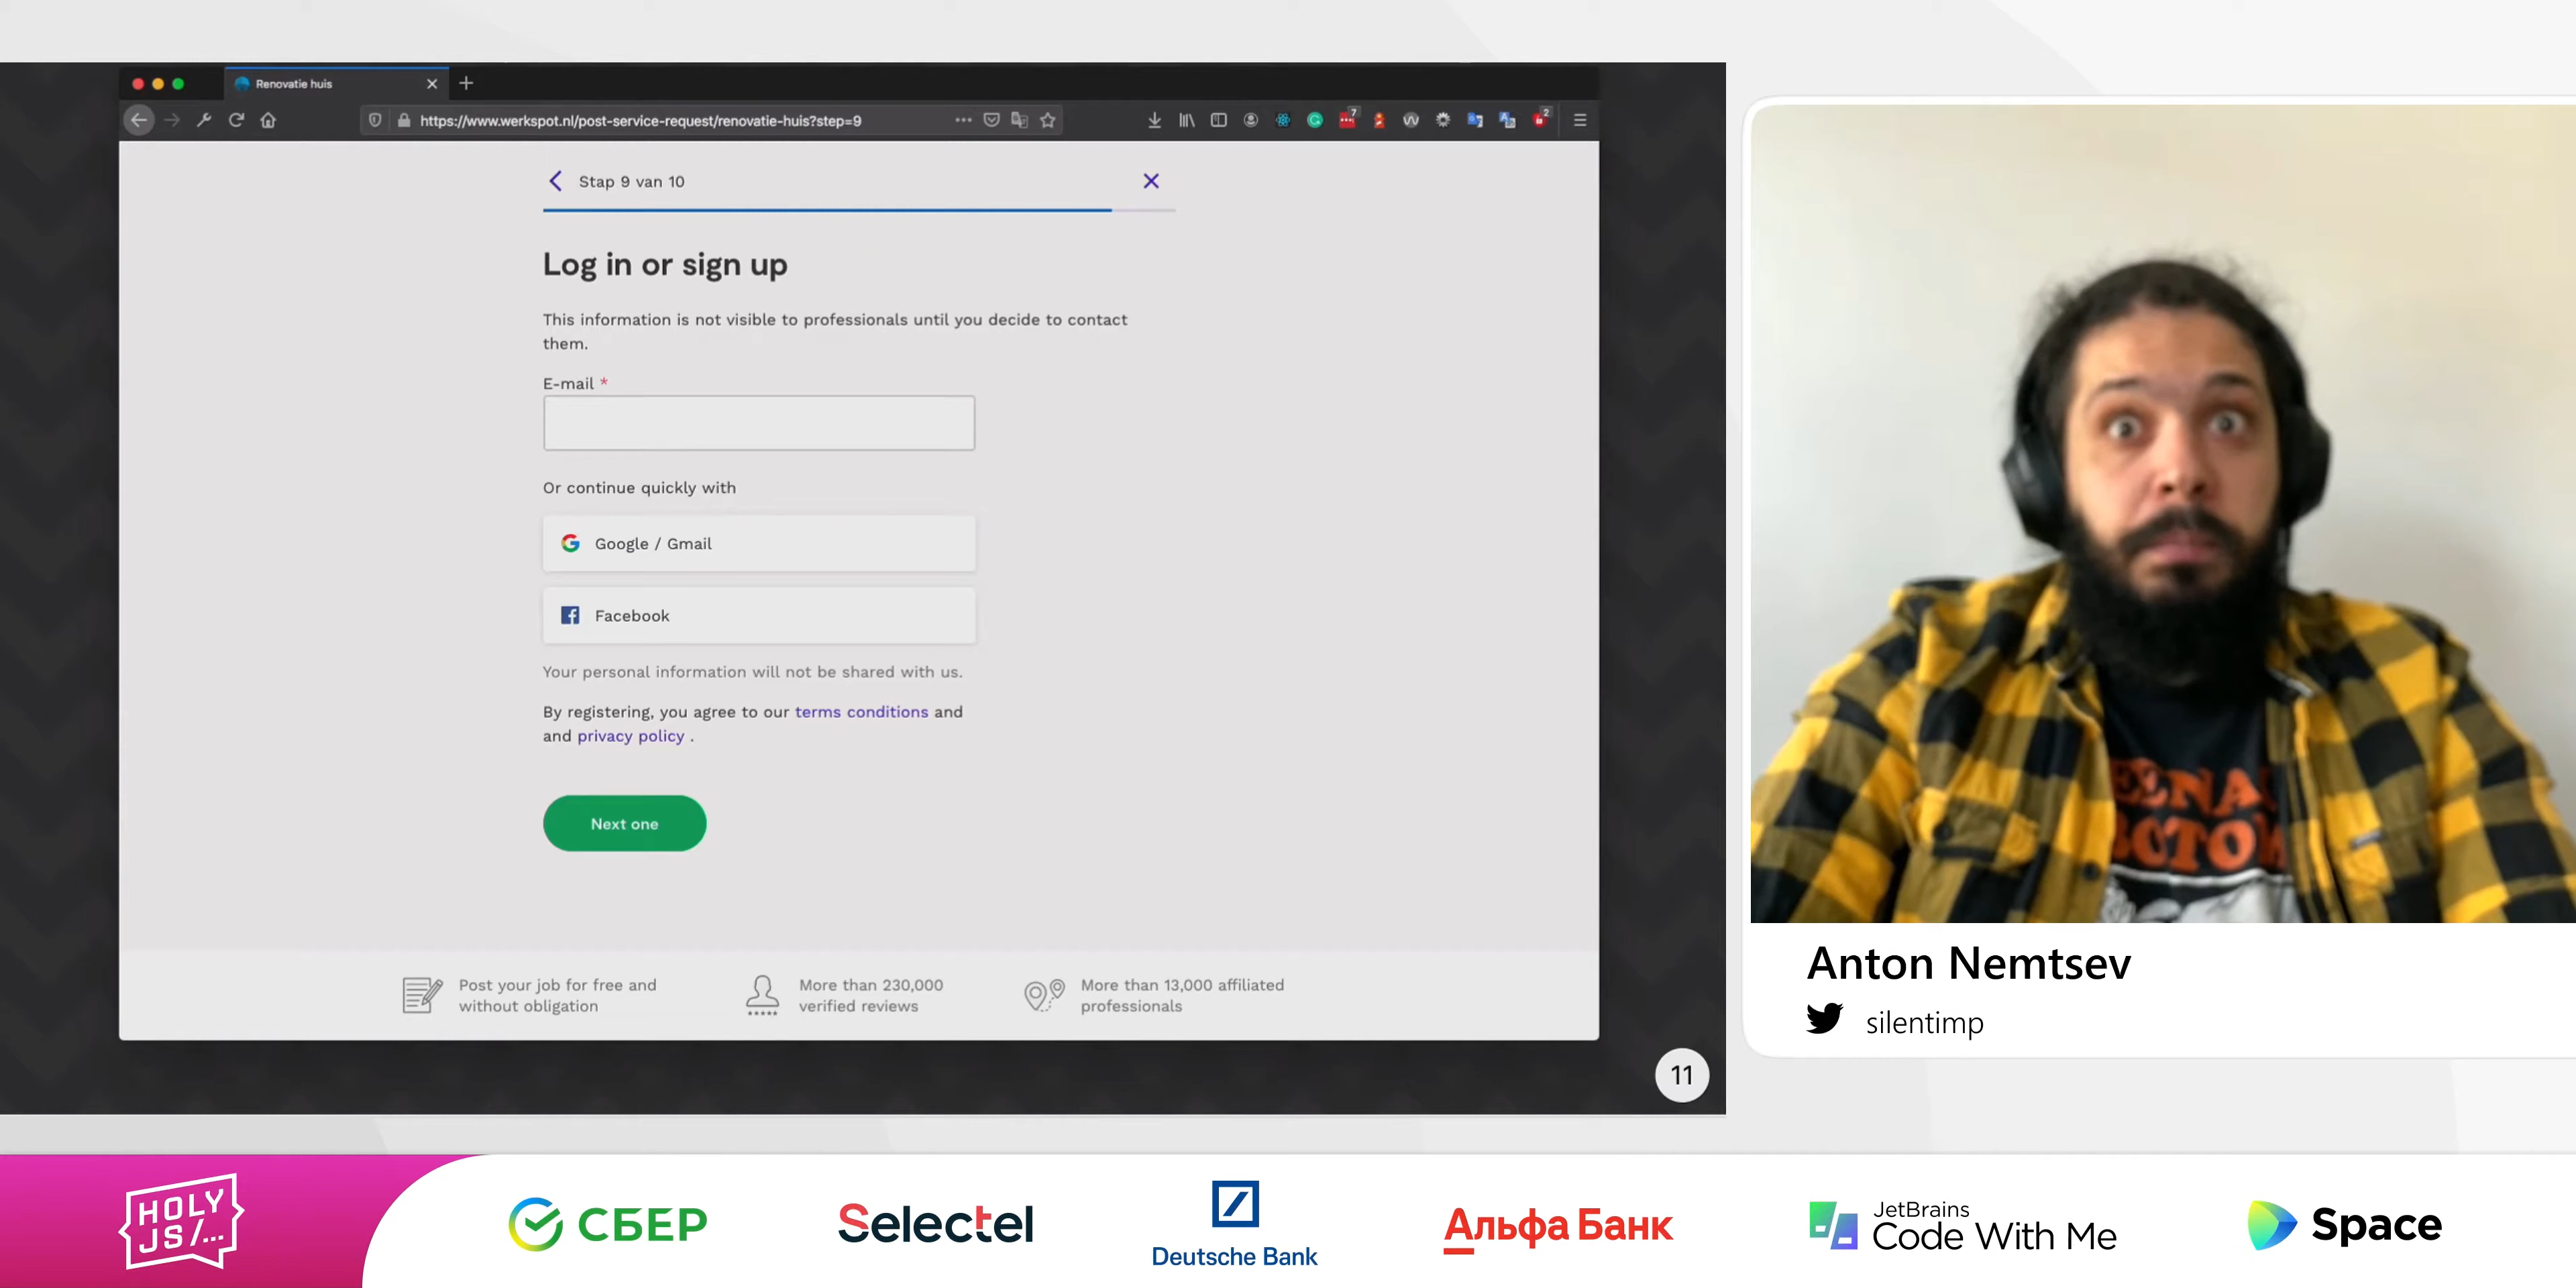 Renovatie huis
https://www.werkspot.nl/post-service-request/renovatie-huis?step=9
7
2
Stap 9 van 10
Log in or sign up
This information is not visible to professionals until you decide to contact
them.
E-mail *
Or continue quickly with
Google / Gmail
Facebook
Your personal information will not be shared with us.
By registering, you agree to our terms conditions and
and privacy policy .
Next one
Post your job for free and
without obligation
More than 230,000
verified reviews
More than 13,000 affiliated
professionals
11
Anton Nemtsev
silentimp
HOLY
JS/...
СБЕР
Selectel
Deutsche Bank
Альфа Банк
JetBrains
Code With Me
Space